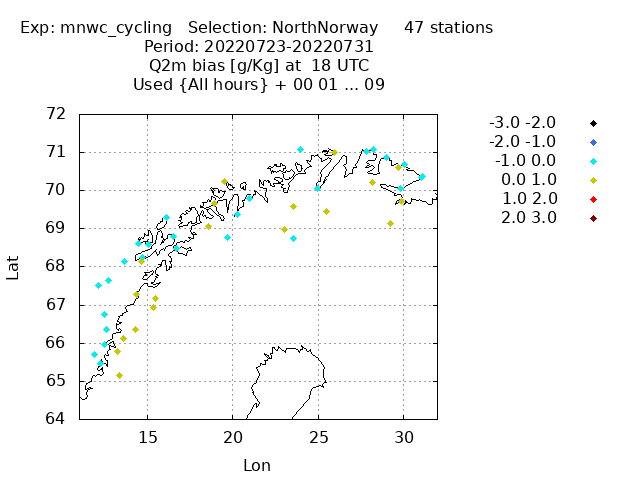 Exp: mnwc_cycling   Selection: NorthNorway     47 stations
Period: 20220723-20220731
Q2m bias [g/Kg] at  18 UTC
Used {All hours} + 00 01 ... 09
72
71
70
69
68
67
66
65
64
Lat
15 20 25 30
Lon
-3.0 -2.0
-2.0 -1.0
-1.0 0.0
0.0 1.0
1.0 2.0
2.0 3.0